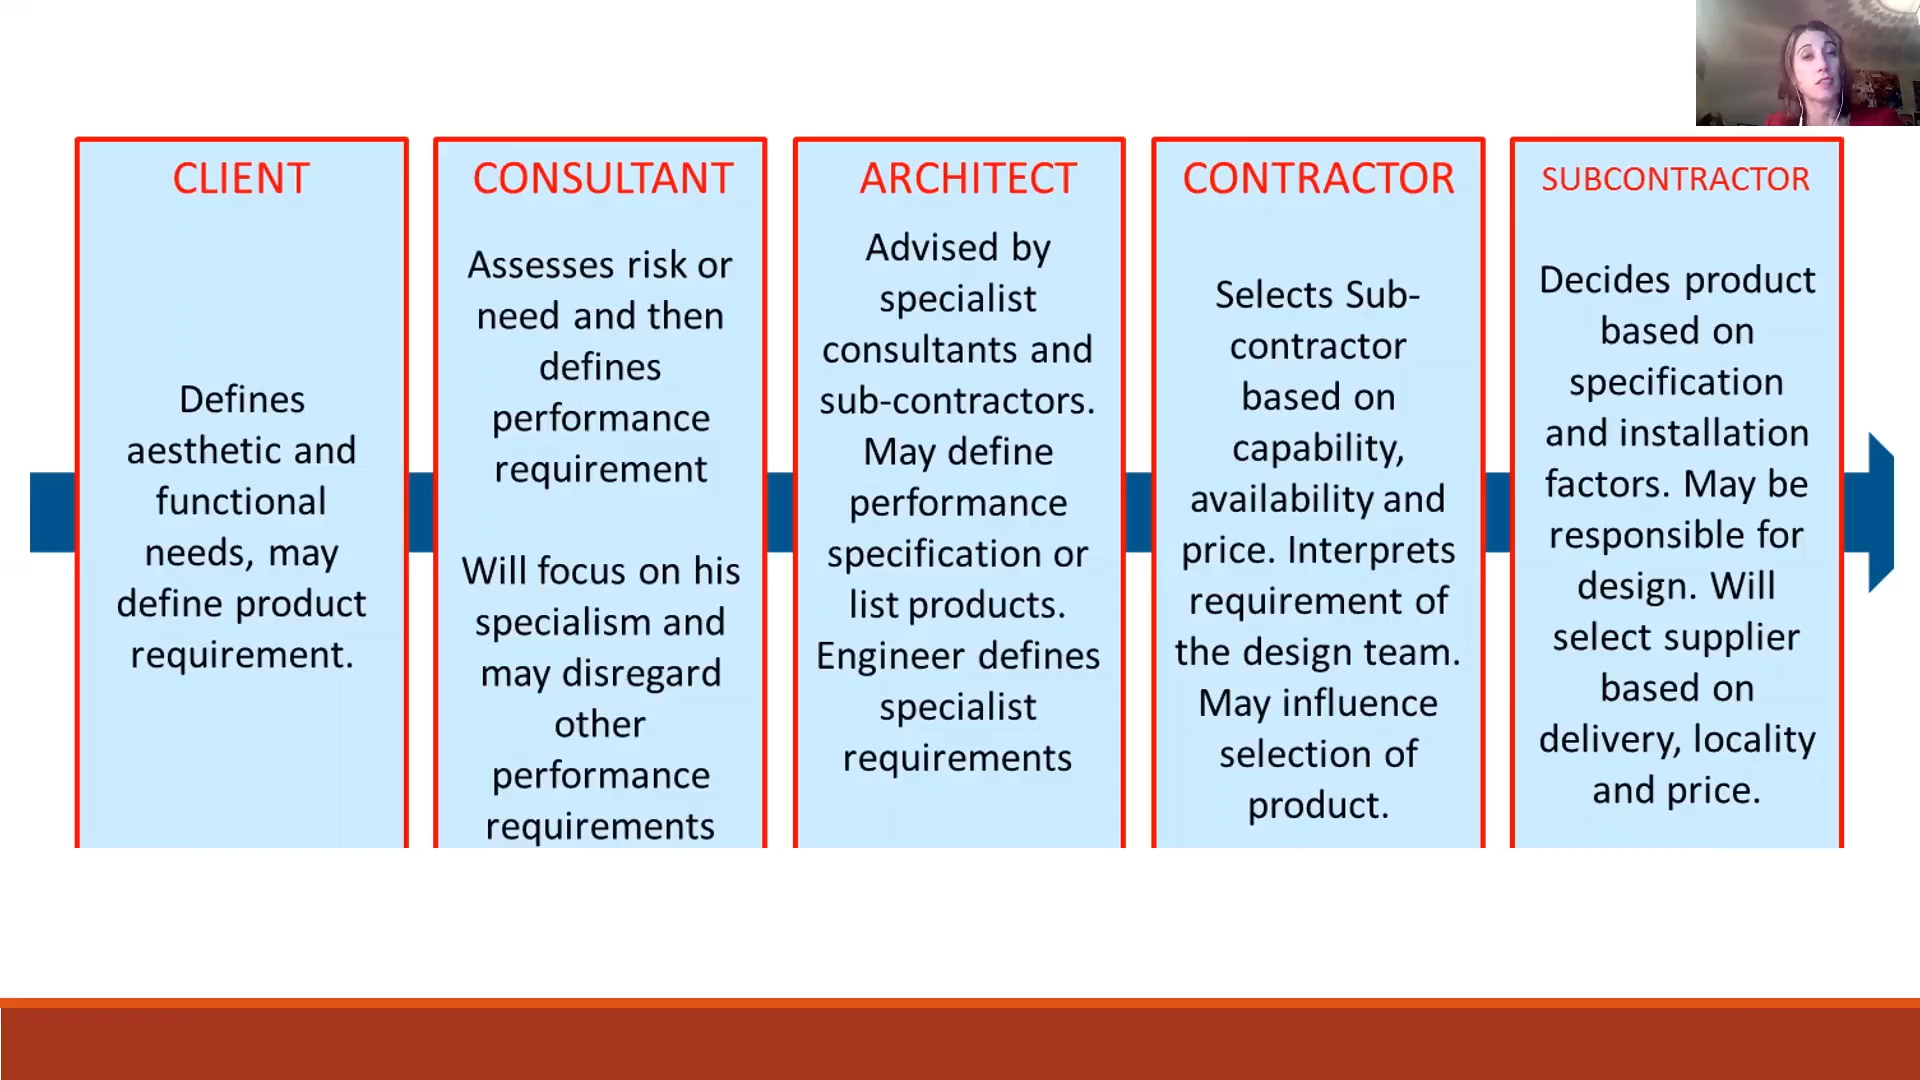 CLIENT
Defines
aesthetic and
functional
needs, may
define product
requirement.
CONSULTANT
Assesses risk or
need and then
defines
performance
requirement
Will focus on his
specialism and
may disregard
other
performance
requirements
ARCHITECT
Advised by
specialist
consultants and
sub-contractors.
May define
performance
specification or
list products.
Engineer defines
specialist
requirements
CONTRACTOR
Selects Sub-
contractor
based on
capability,
availability and
price. Interprets
requirement of
the design team.
May influence
selection of
product.
SUBCONTRACTOR
Decides product
based on
specification
and installation
factors. May be
responsible for
design. Will
select supplier
based on
delivery, locality
and price.